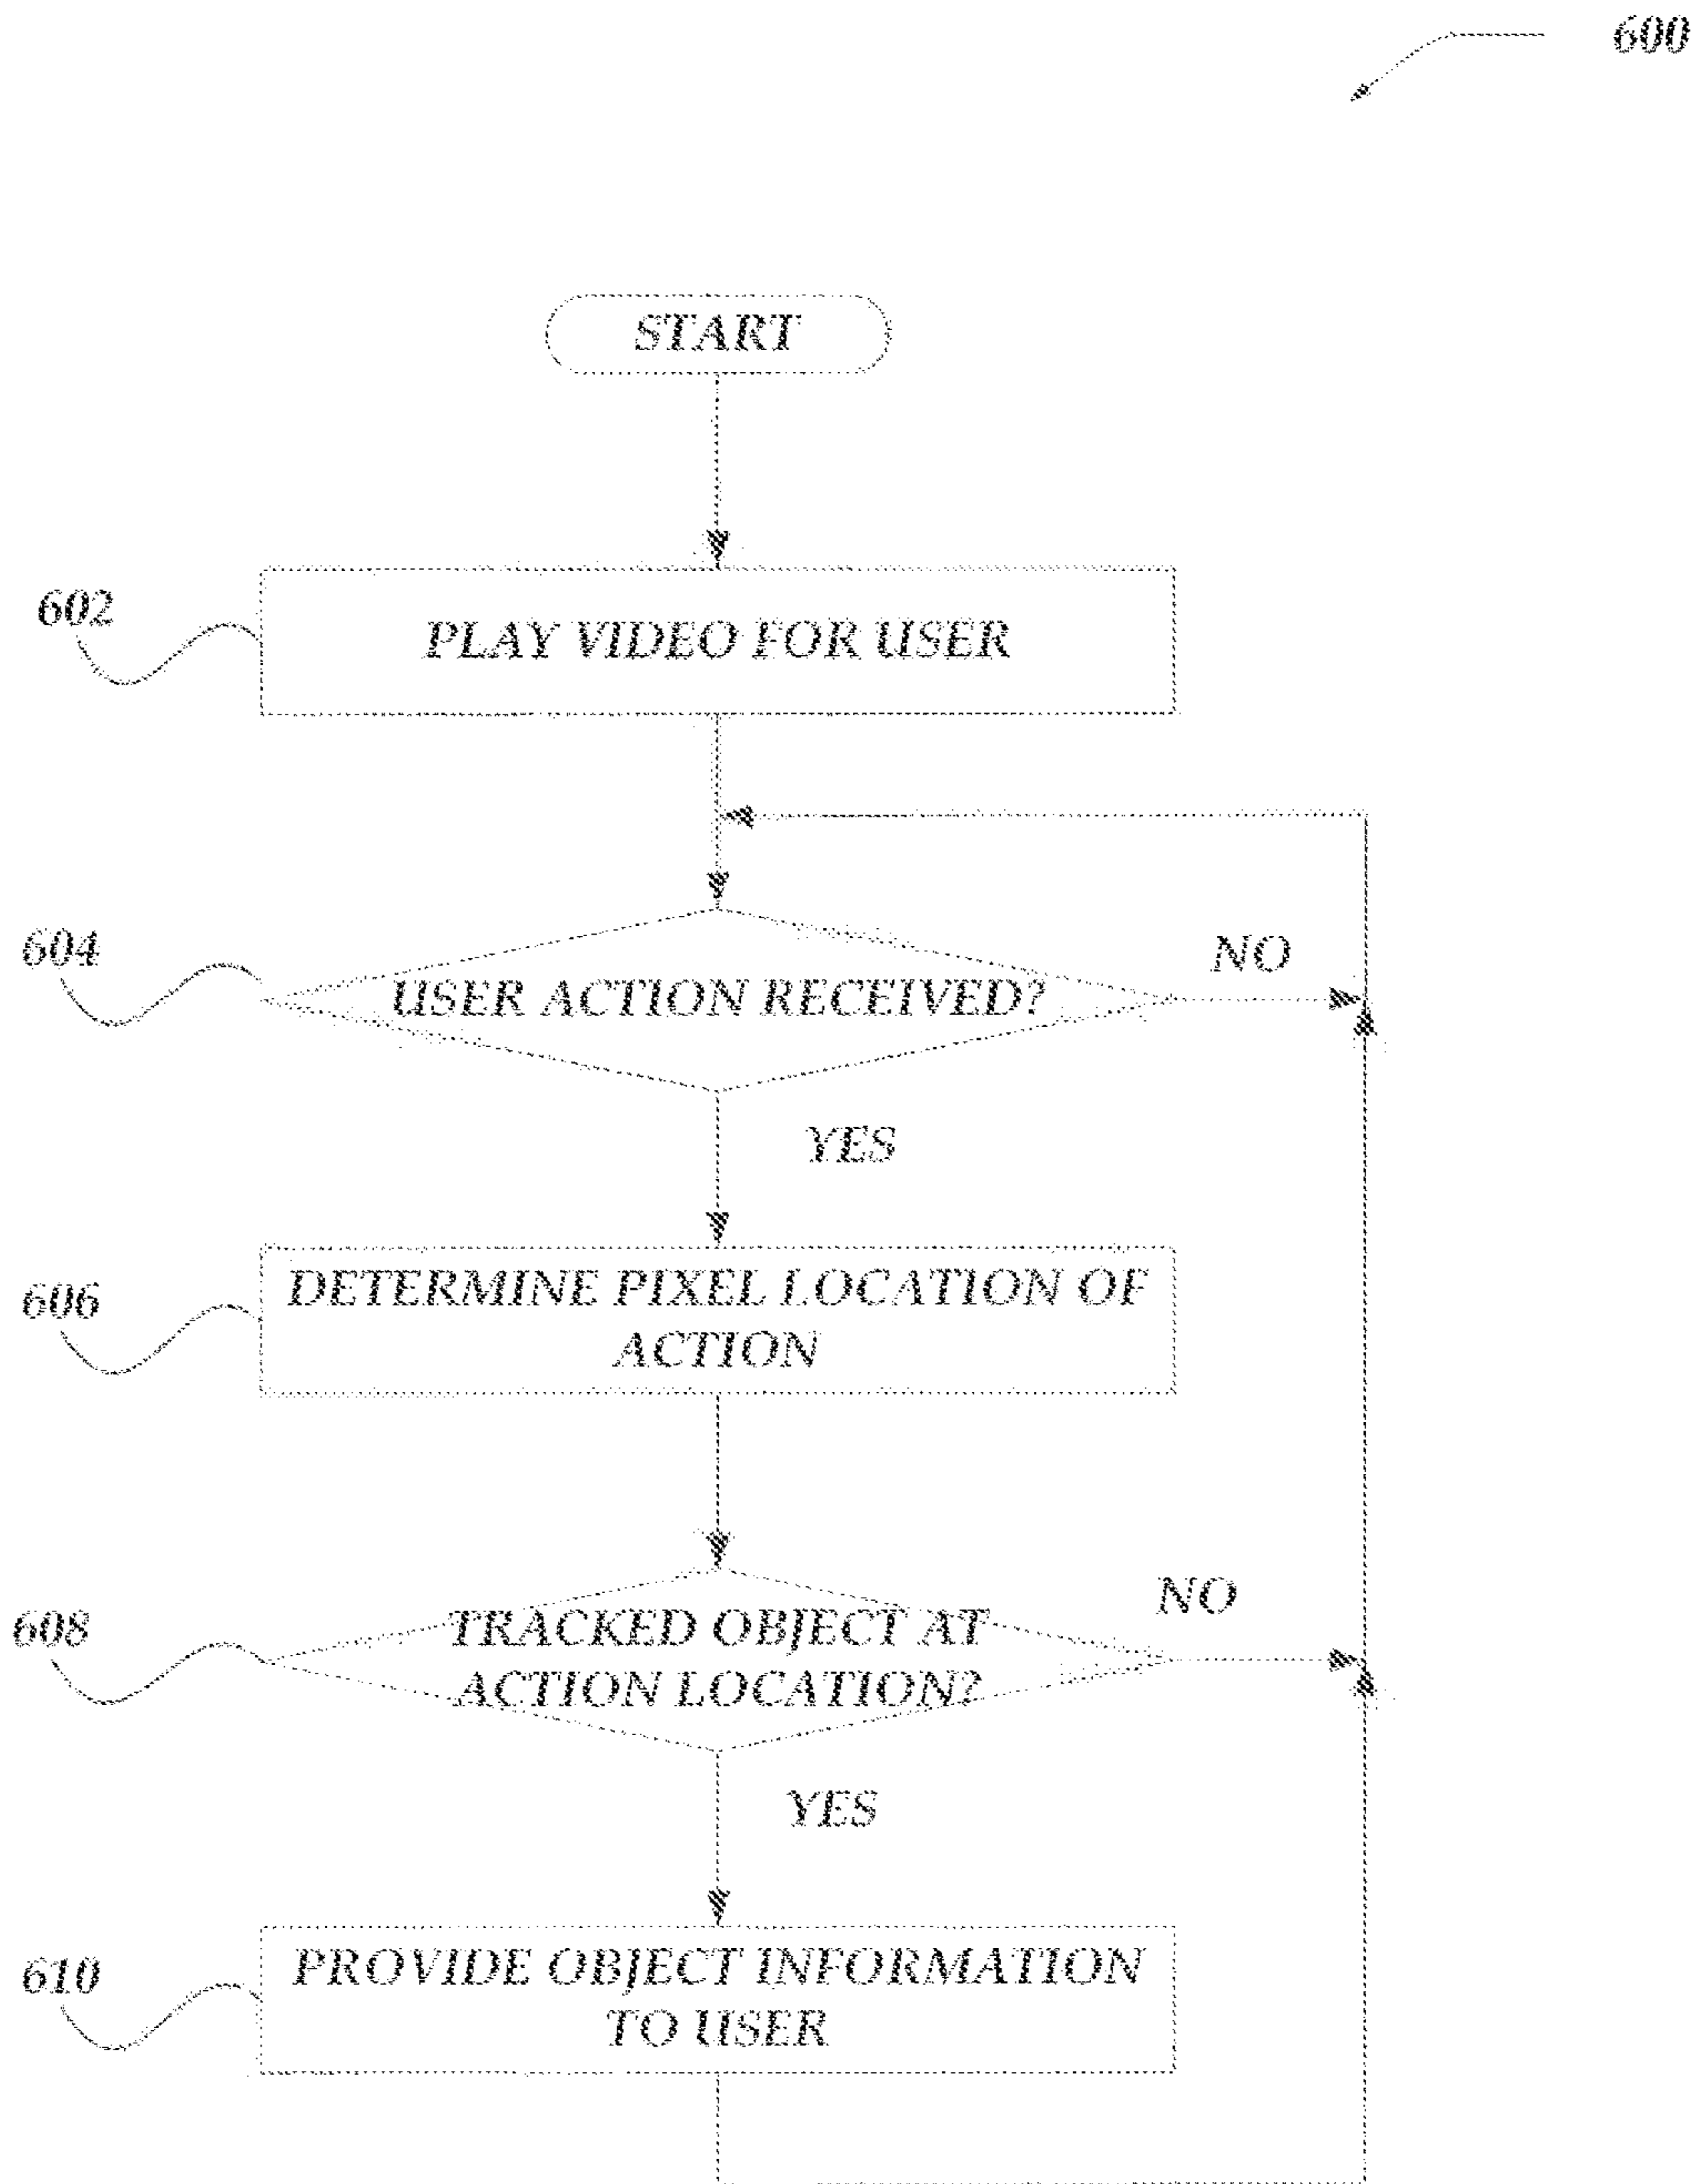 600
START
602
PLAY VIDEO FOR USER
604
USER ACTION RECEIVED?
NO
YES
606
DETERMINE PIXEL LOCATION OF
ACTION
608
TRACKED OBJECT AT
ACTION LOCATION?
NO
YES
610
PROVIDE OBJECT INFORMATION
TO USER